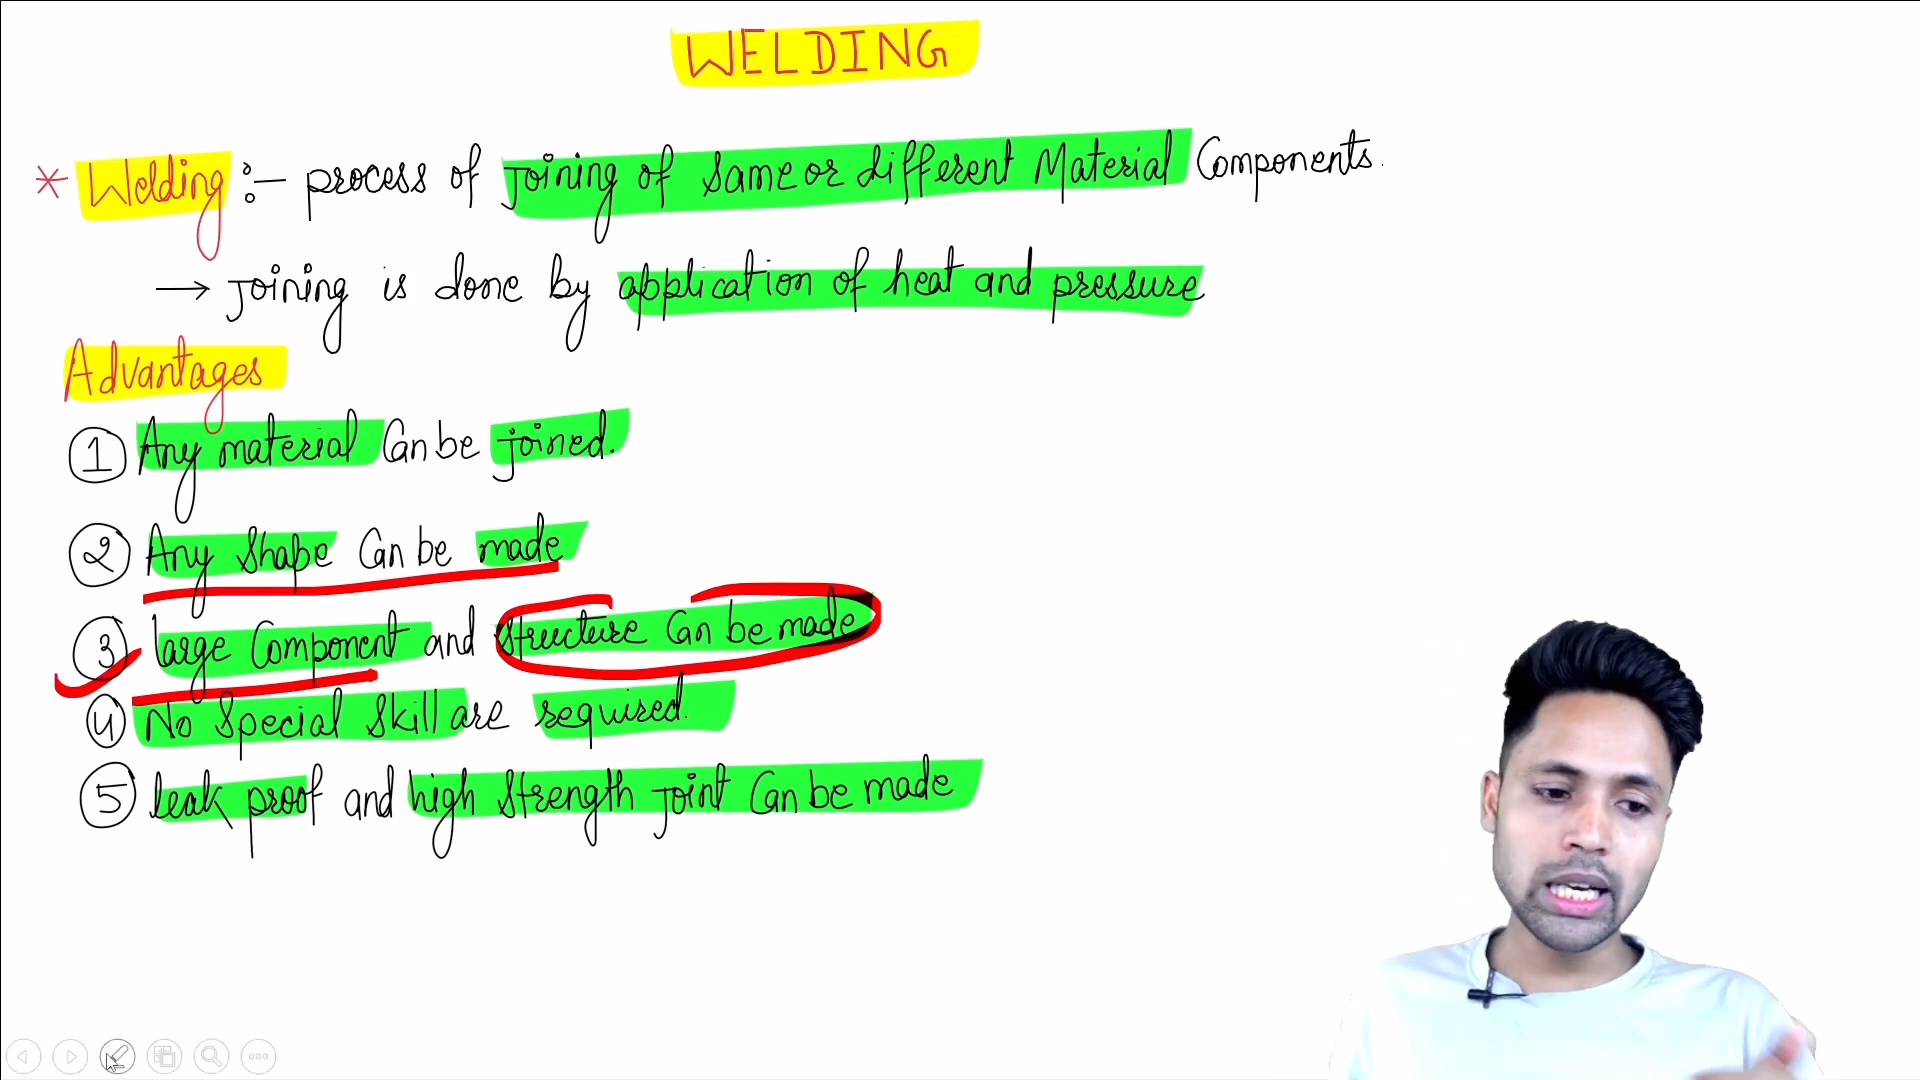 WELDING
* Welding :- process of joining of same or different Material Components.
→ joining is done by application of heat and pressure
Advantages
① Any material Can be joined.
② Any shape Can be made
③ large Component and structure Can be made
④ No special skill are required.
⑤ leak proof and high strength joint Can be made